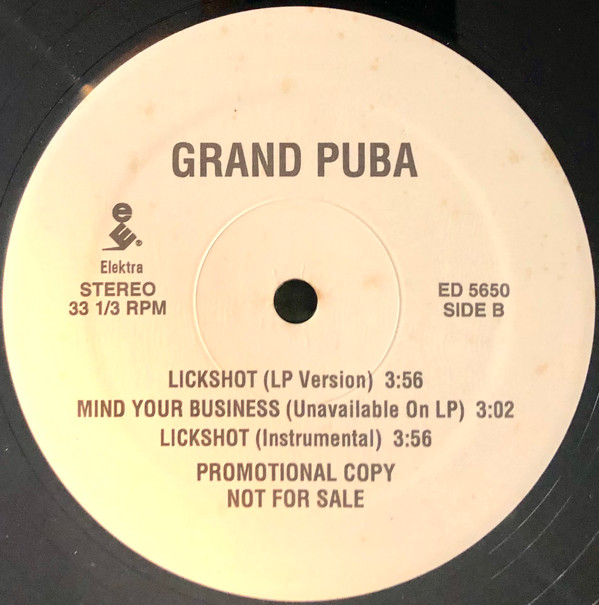 GRAND PUBA
e
®
Elektra
STEREO
33 1/3 RPM
ED 5650
SIDE B
LICKSHOT (LP Version) 3:56
MIND YOUR BUSINESS (Unavailable On LP) 3:02
LICKSHOT (Instrumental) 3:56
PROMOTIONAL COPY
NOT FOR SALE